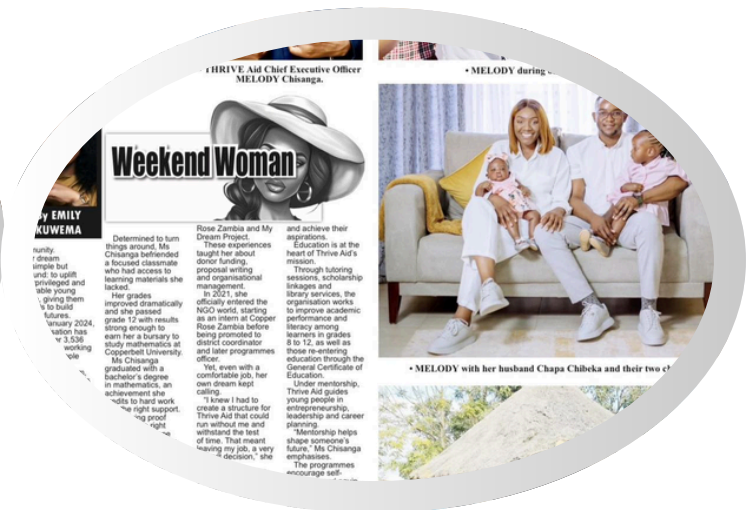 THRIVE Aid Chief Executive Officer
MELODY Chisanga.
• MELODY during
Weekend Woman
By EMILY
KUWEMA
dream
simple but
to uplift
privileged and
young
giving them
to build
futures.
January 2024,
has
3,536
working
Determined to turn
things around, Ms
Chisanga befriended
a focused classmate
who had access to
learning materials she
lacked.
Her grades
improved dramatically
and she passed
grade 12 with results
strong enough to
earn her a bursary to
study mathematics at
Copperbelt University.
Ms Chisanga
graduated with a
bachelor's degree
in mathematics, an
achievement she
to hard work
the right support.
proof
right
Rose Zambia and My
Dream Project.
These experiences
taught her about
donor funding,
proposal writing
and organisational
management.
In 2021, she
officially entered the
NGO world, starting
as an intern at Copper
Rose Zambia before
being promoted to
district coordinator
and later programmes
officer.
Yet, even with a
comfortable job, her
own dream kept
calling.
"I knew I had to
create a structure for
Thrive Aid that could
run without me and
withstand the test
of time. That meant
leaving my job, a very
decision," she
and achieve their
aspirations.
Education is at the
heart of Thrive Aid's
mission.
Through tutoring
sessions, scholarship
linkages and
library services, the
organisation works
to improve academic
performance and
literacy among
learners in grades
8 to 12, as well as
those re-entering
education through the
General Certificate of
Education.
Under mentorship,
Thrive Aid guides
young people in
entrepreneurship,
leadership and career
planning.
"Mentorship helps
shape someone's
future," Ms Chisanga
emphasises.
The programmes
encourage self-
• MELODY with her husband Chapa Chibeka and their two